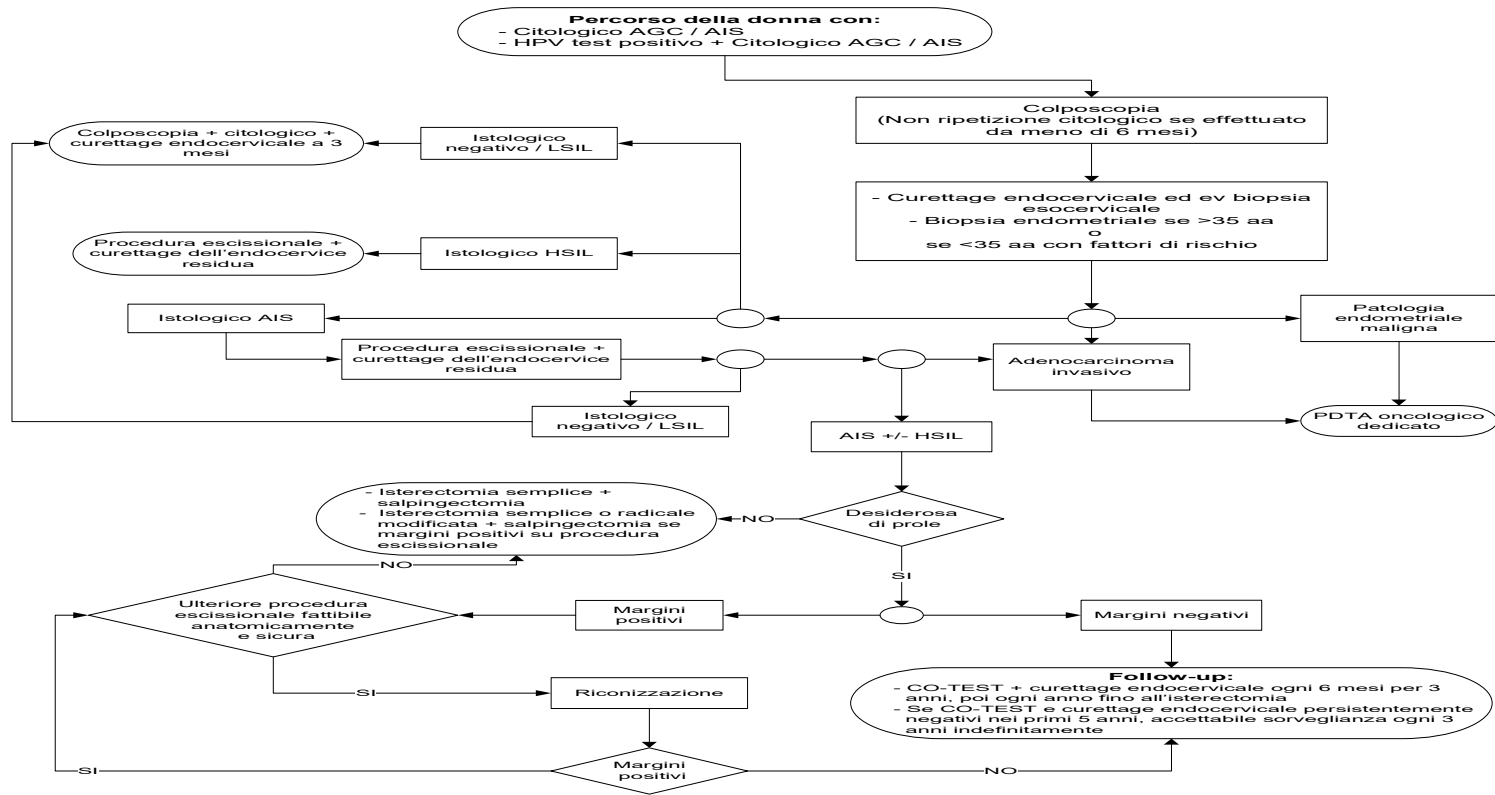 Percorso della donna con:
- Citologico AGC / AIS
- HPV test positivo + Citologico AGC / AIS
Colposcopia
(Non ripetizione citologico se effettuato
da meno di 6 mesi)
Colposcopia + citologico +
curettage endocervicale a 3
mesi
Istologico
negativo / LSIL
- Curettage endocervicale ed ev biopsia
esocervicale
- Biopsia endometriale se >35 aa
o
se <35 aa con fattori di rischio
Procedura escissionale +
curettage dell'endocervice
residua
Istologico HSIL
Istologico AIS
Patologia
endometriale
maligna
Procedura escissionale +
curettage dell'endocervice
residua
Adenocarcinoma
invasivo
Istologico
negativo / LSIL
AIS +/- HSIL
PDTA oncologico
dedicato
- Isterectomia semplice +
salpingectomia
- Isterectomia semplice o radicale
modificata + salpingectomia se
margini positivi su procedura
escissionale
NO
Desiderosa
di prole
NO
SI
Ulteriore procedura
escissionale fattibile
anatomicamente
e sicura
Margini
positivi
Margini negativi
SI
Riconizzazione
Follow-up:
- CO-TEST + curettage endocervicale ogni 6 mesi per 3
anni, poi ogni anno fino all'isterectomia
- Se CO-TEST e curettage endocervicale persistentemente
negativi nei primi 5 anni, accettabile sorveglianza ogni 3
anni indefinitamente
SI
Margini
positivi
NO